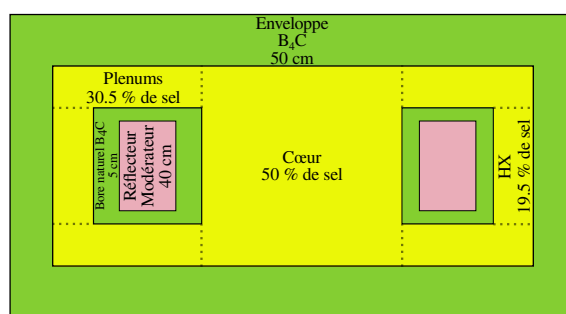 Enveloppe
B₄C
50 cm
Plenums
30.5 % de sel
Bore naturel B₄C
5 cm
Réflecteur
Modérateur
40 cm
Cœur
50 % de sel
HX
19.5 % de sel